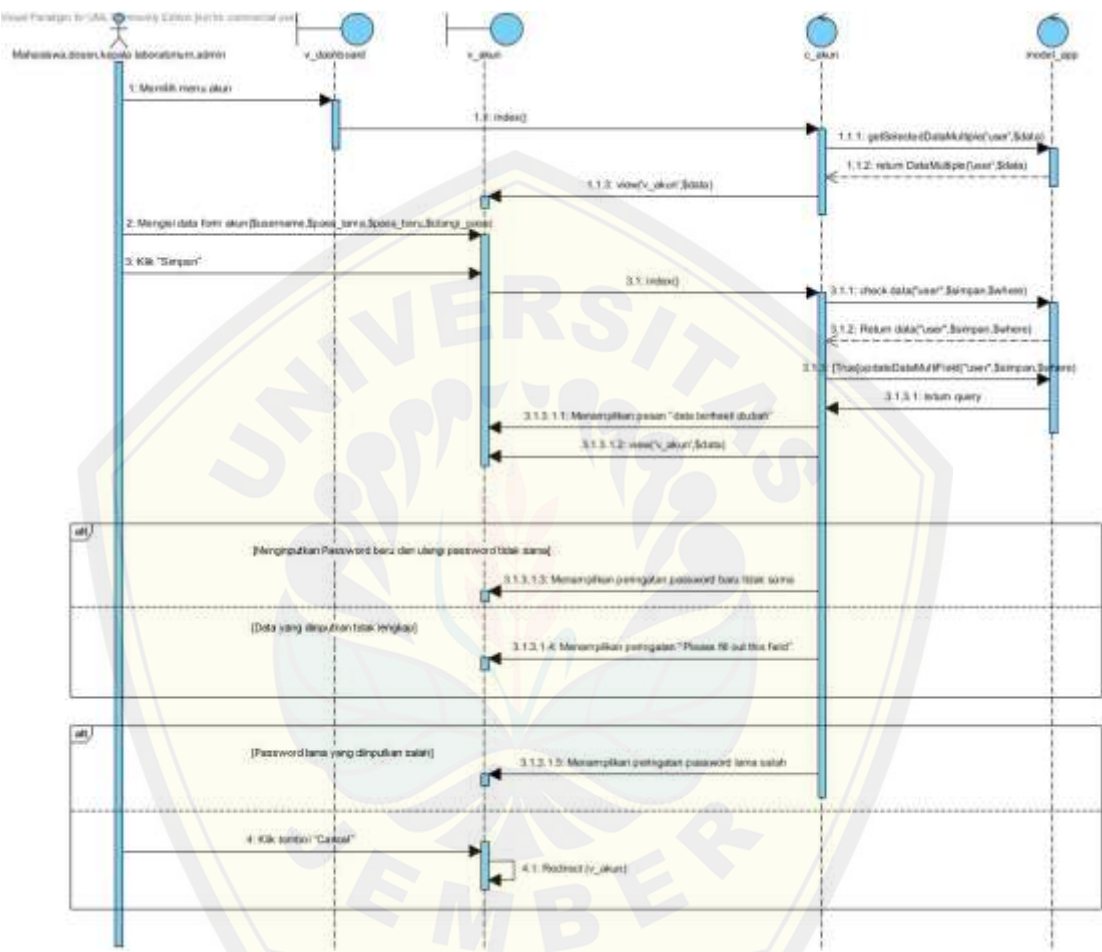 Visual Paradigm for UML Community Edition [not for commercial use]
Mahasiswa,dosen,kepala laboratorium,admin
v_dashboard
v_akun
c_akun
model_app
1: Memilih menu akun
1.1: index()
1.1.1: getSelectedDataMultiple('user',$data)
1.1.2: return DataMultiple('user',$data)
1.1.3: view('v_akun',$data)
2: Mengisi data form akun($username,$pass_lama,$pass_baru,$ulangi_pass)
3: Klik "Simpan"
3.1: index()
3.1.1: check data("user",$simpan,$where)
3.1.2: Return data("user",$simpan,$where)
3.1.3: [True]updateDataMultiField("user",$simpan,$where)
3.1.3.1: return query
3.1.3.1.1: Menampilkan pesan "data berhasil diubah"
3.1.3.1.2: view('v_akun',$data)
alt
[Menginputkan Password baru dan ulangi password tidak sama]
3.1.3.1.3: Menampilkan peringatan password baru tidak sama
[Data yang diinputkan tidak lengkap]
3.1.3.1.4: Menampilkan peringatan "Please fill out this field"
alt
[Password lama yang diinputkan salah]
3.1.3.1.5: Menampilkan peringatan password lama salah
4: Klik tombol "Cancel"
4.1: Redirect (v_akun)
UNIVERSITAS
JEMBER